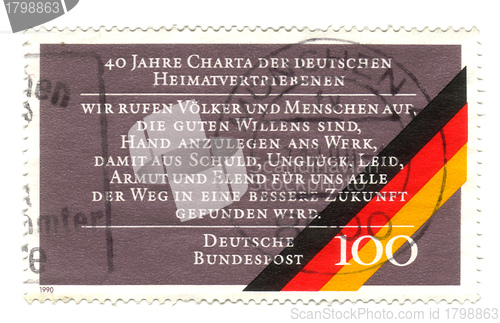 40 JAHRE CHARTA DER DEUTSCHEN
HEIMATVERTRIEBENEN
WIR RUFEN VÖLKER UND MENSCHEN AUF,
DIE GUTEN WILLENS SIND,
HAND ANZULEGEN ANS WERK,
DAMIT AUS SCHULD, UNGLÜCK, LEID,
ARMUT UND ELEND FÜR UNS ALLE
DER WEG IN EINE BESSERE ZUKUNFT
GEFUNDEN WIRD.
DEUTSCHE
BUNDESPOST
100
1990
#1798863
#1798863